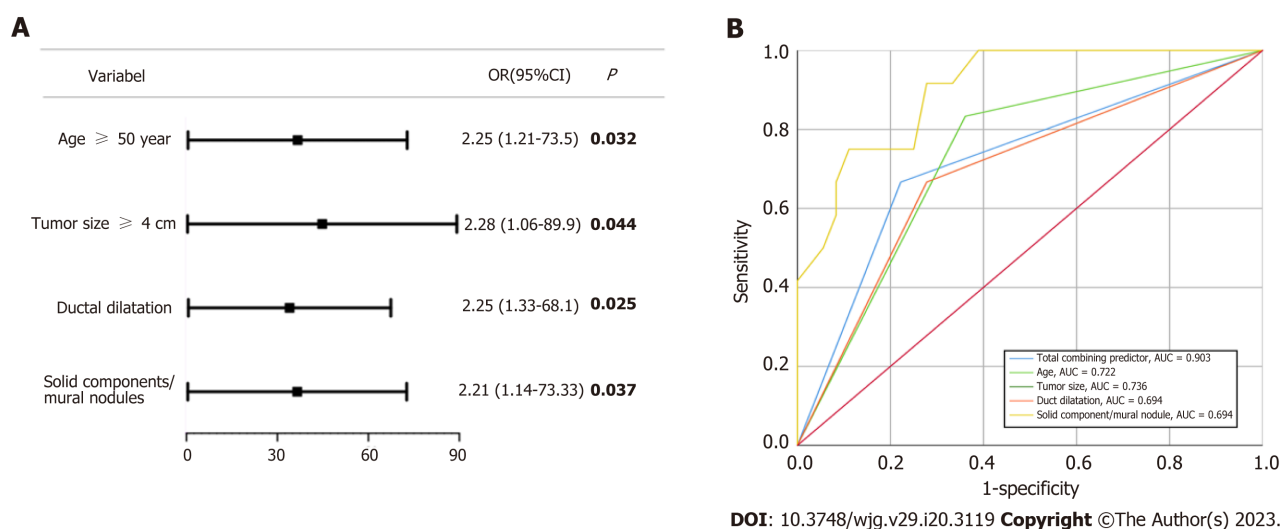 A
Variabel OR(95%CI) P
Age ≥ 50 year 2.25 (1.21-73.5) 0.032
Tumor size ≥ 4 cm 2.28 (1.06-89.9) 0.044
Ductal dilatation 2.25 (1.33-68.1) 0.025
Solid components/
mural nodules 2.21 (1.14-73.33) 0.037
0 30 60 90
B
1.0
0.8
0.6
0.4
0.2
0.0
Sensitivity
Total combining predictor, AUC = 0.903
Age, AUC = 0.722
Tumor size, AUC = 0.736
Duct dilatation, AUC = 0.694
Solid component/mural nodule, AUC = 0.694
0.0 0.2 0.4 0.6 0.8 1.0
1-specificity
DOI: 10.3748/wjg.v29.i20.3119 Copyright ©The Author(s) 2023.